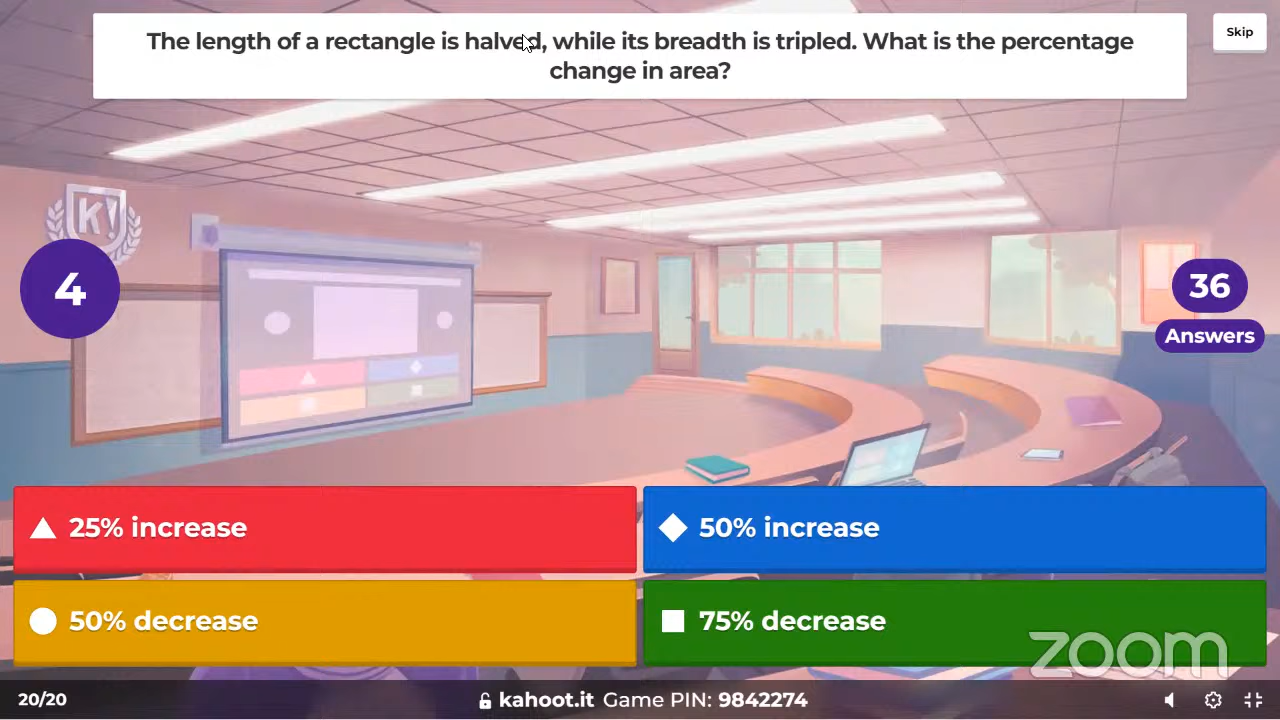 The length of a rectangle is halved, while its breadth is tripled. What is the percentage
change in area?
Skip
K!
4
36
Answers
25% increase
50% increase
50% decrease
75% decrease
zoom
20/20
kahoot.it Game PIN: 9842274